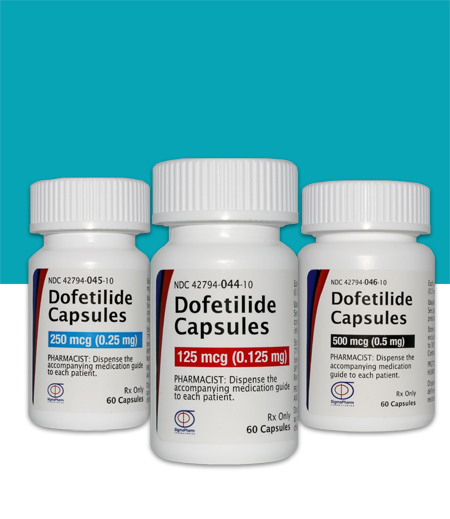 NDC 42794-045-10
Dofetilide
Capsules
250 mcg (0.25 mg)
PHARMACIST: Dispense the
accompanying medication guide
to each patient.
Rx Only
60 Capsules
SigmaPharm
NDC 42794-044-10
Dofetilide
Capsules
125 mcg (0.125 mg)
PHARMACIST: Dispense the
accompanying medication guide
to each patient.
Rx Only
60 Capsules
SigmaPharm
NDC 42794-046-10
Dofetilide
Capsules
500 mcg (0.5 mg)
PHARMACIST: Dispense the
accompanying medication
guide to each patient.
Rx Only
60 Capsules
SigmaPharm